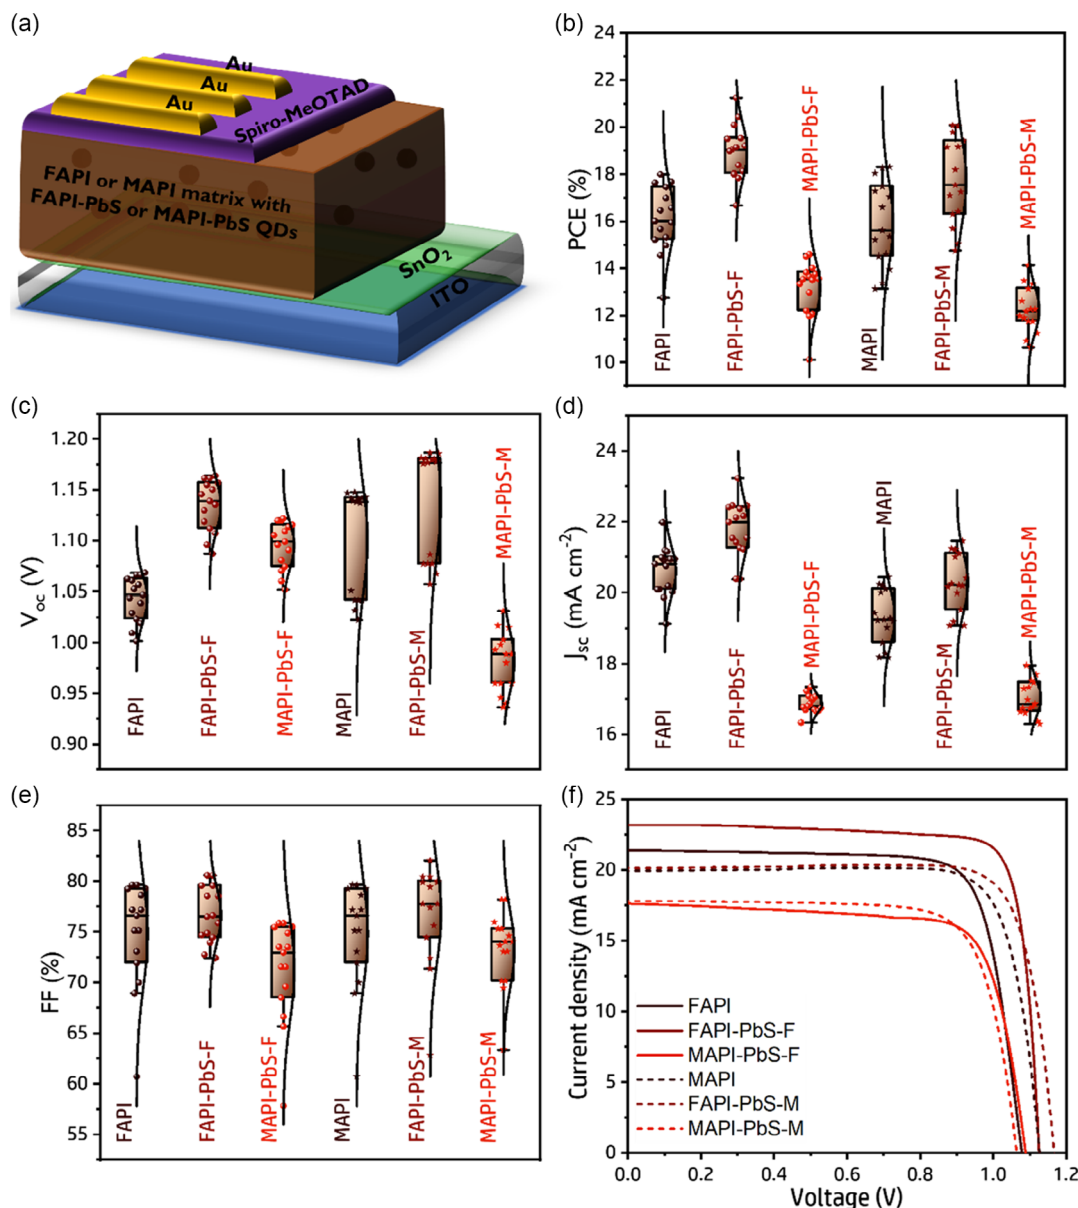 (a)
Au
Au
Au
Spiro-MeOTAD
FAPI or MAPI matrix with
FAPI-PbS or MAPI-PbS QDs
SnO₂
ITO
(b)
24
22
20
18
16
14
12
10
PCE (%)
FAPI
FAPI-PbS-F
MAPI-PbS-F
MAPI
FAPI-PbS-M
MAPI-PbS-M
(c)
1.20
1.15
1.10
1.05
1.00
0.95
0.90
Voc (V)
FAPI
FAPI-PbS-F
MAPI-PbS-F
MAPI
FAPI-PbS-M
MAPI-PbS-M
(d)
24
22
20
18
16
Jsc (mA cm⁻²)
FAPI
FAPI-PbS-F
MAPI-PbS-F
MAPI
FAPI-PbS-M
MAPI-PbS-M
(e)
85
80
75
70
65
60
55
FF (%)
FAPI
FAPI-PbS-F
MAPI-PbS-F
MAPI
FAPI-PbS-M
MAPI-PbS-M
(f)
25
20
15
10
5
0
Current density (mA cm⁻²)
FAPI
FAPI-PbS-F
MAPI-PbS-F
MAPI
FAPI-PbS-M
MAPI-PbS-M
0.0 0.2 0.4 0.6 0.8 1.0 1.2
Voltage (V)